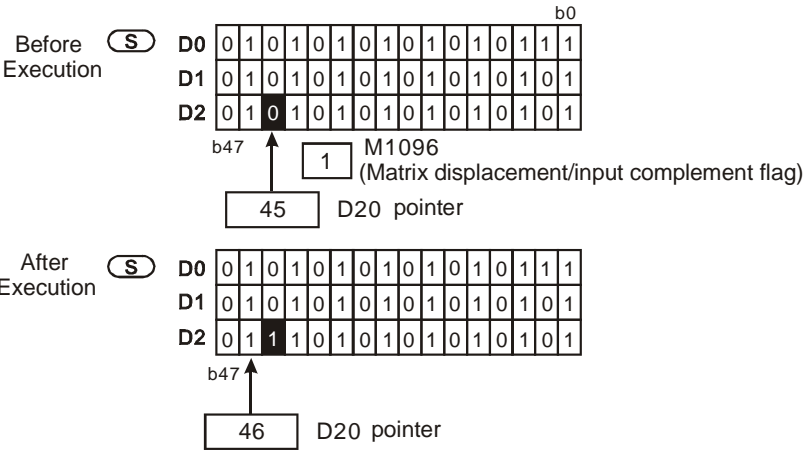 b0
Before
Execution
S
D0 0 1 0 1 0 1 0 1 0 1 0 1 0 1 1 1
D1 0 1 0 1 0 1 0 1 0 1 0 1 0 1 0 1
D2 0 1 0 1 0 1 0 1 0 1 0 1 0 1 0 1
b47
1 M1096
(Matrix displacement/input complement flag)
45 D20 pointer
After
Execution
S
D0 0 1 0 1 0 1 0 1 0 1 0 1 0 1 1 1
D1 0 1 0 1 0 1 0 1 0 1 0 1 0 1 0 1
D2 0 1 1 1 0 1 0 1 0 1 0 1 0 1 0 1
b47
46 D20 pointer